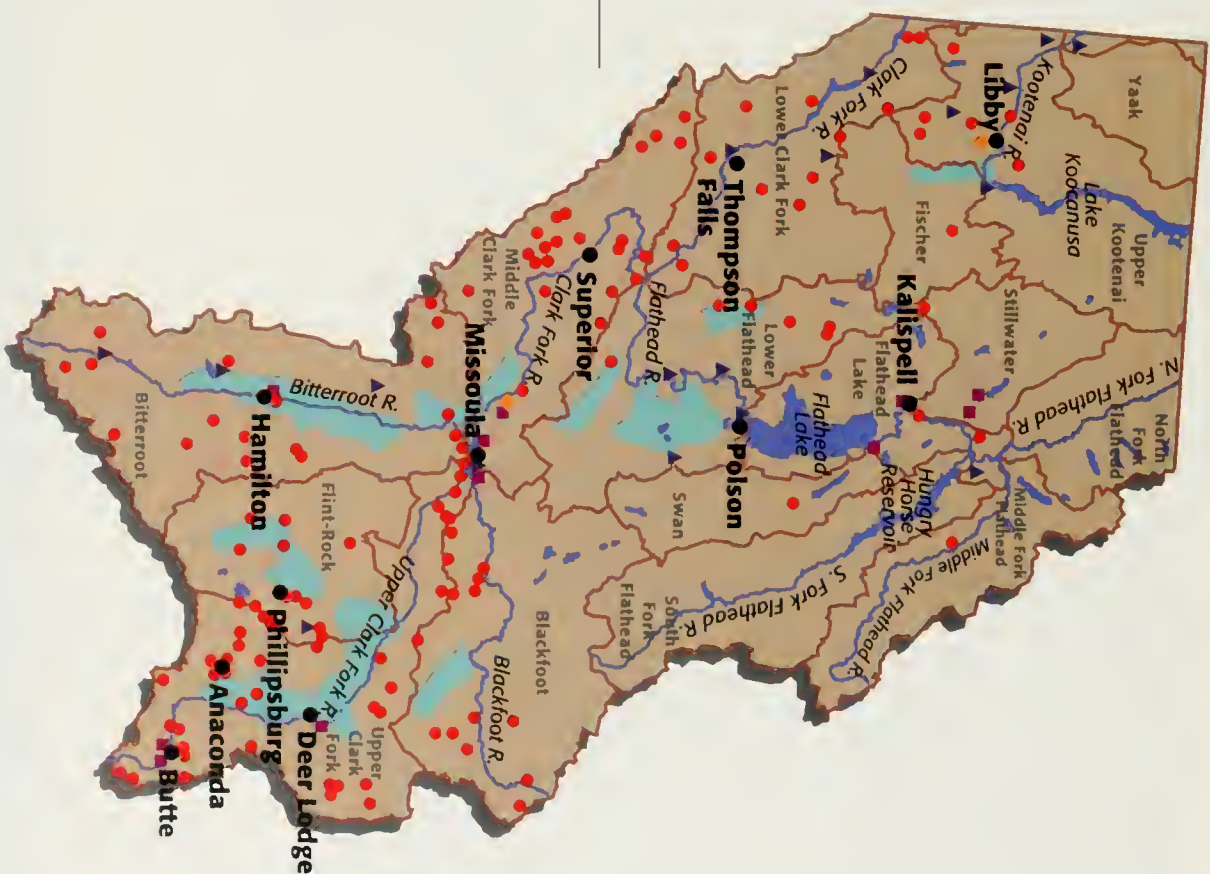 Yaak
Kootenai R.
Libby
Lake
Koocanusa
Upper
Kootenai
Clark Fork R.
Lower Clark Fork
Fischer
Stillwater
N. Fork Flathead R.
North
Fork
Flathead
Thompson
Falls
Kalispell
Flathead
Lake
Lower
Flathead
Flathead
Lake
Hungry
Horse
Reservoir
Middle Fork
Flathead
Middle Fork Flathead R.
Superior
Flathead R.
Polson
Swan
S. Fork Flathead R.
South
Fork
Flathead
Middle
Clark Fork
Clark Fork R.
Missoula
Blackfoot
Blackfoot R.
Bitterroot R.
Bitterroot
Hamilton
Flint-Rock
Upper Clark Fork R.
Phillipsburg
Deer Lodge
Upper
Clark
Fork
Anaconda
Butte